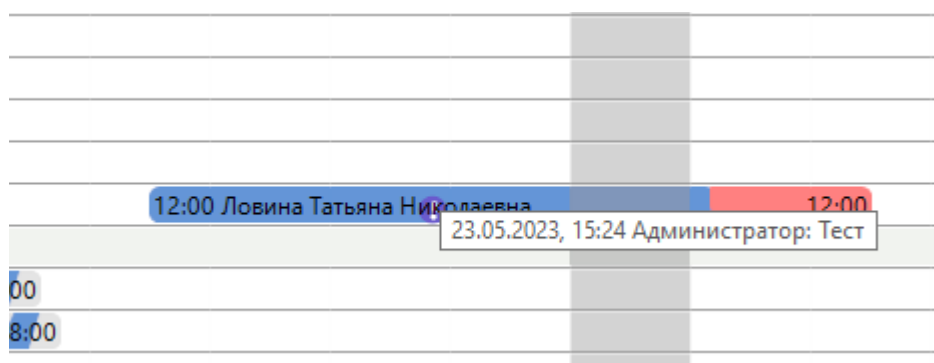 12:00 Ловина Татьяна Николаевна 12:00
23.05.2023, 15:24 Администратор: Тест
00
8:00